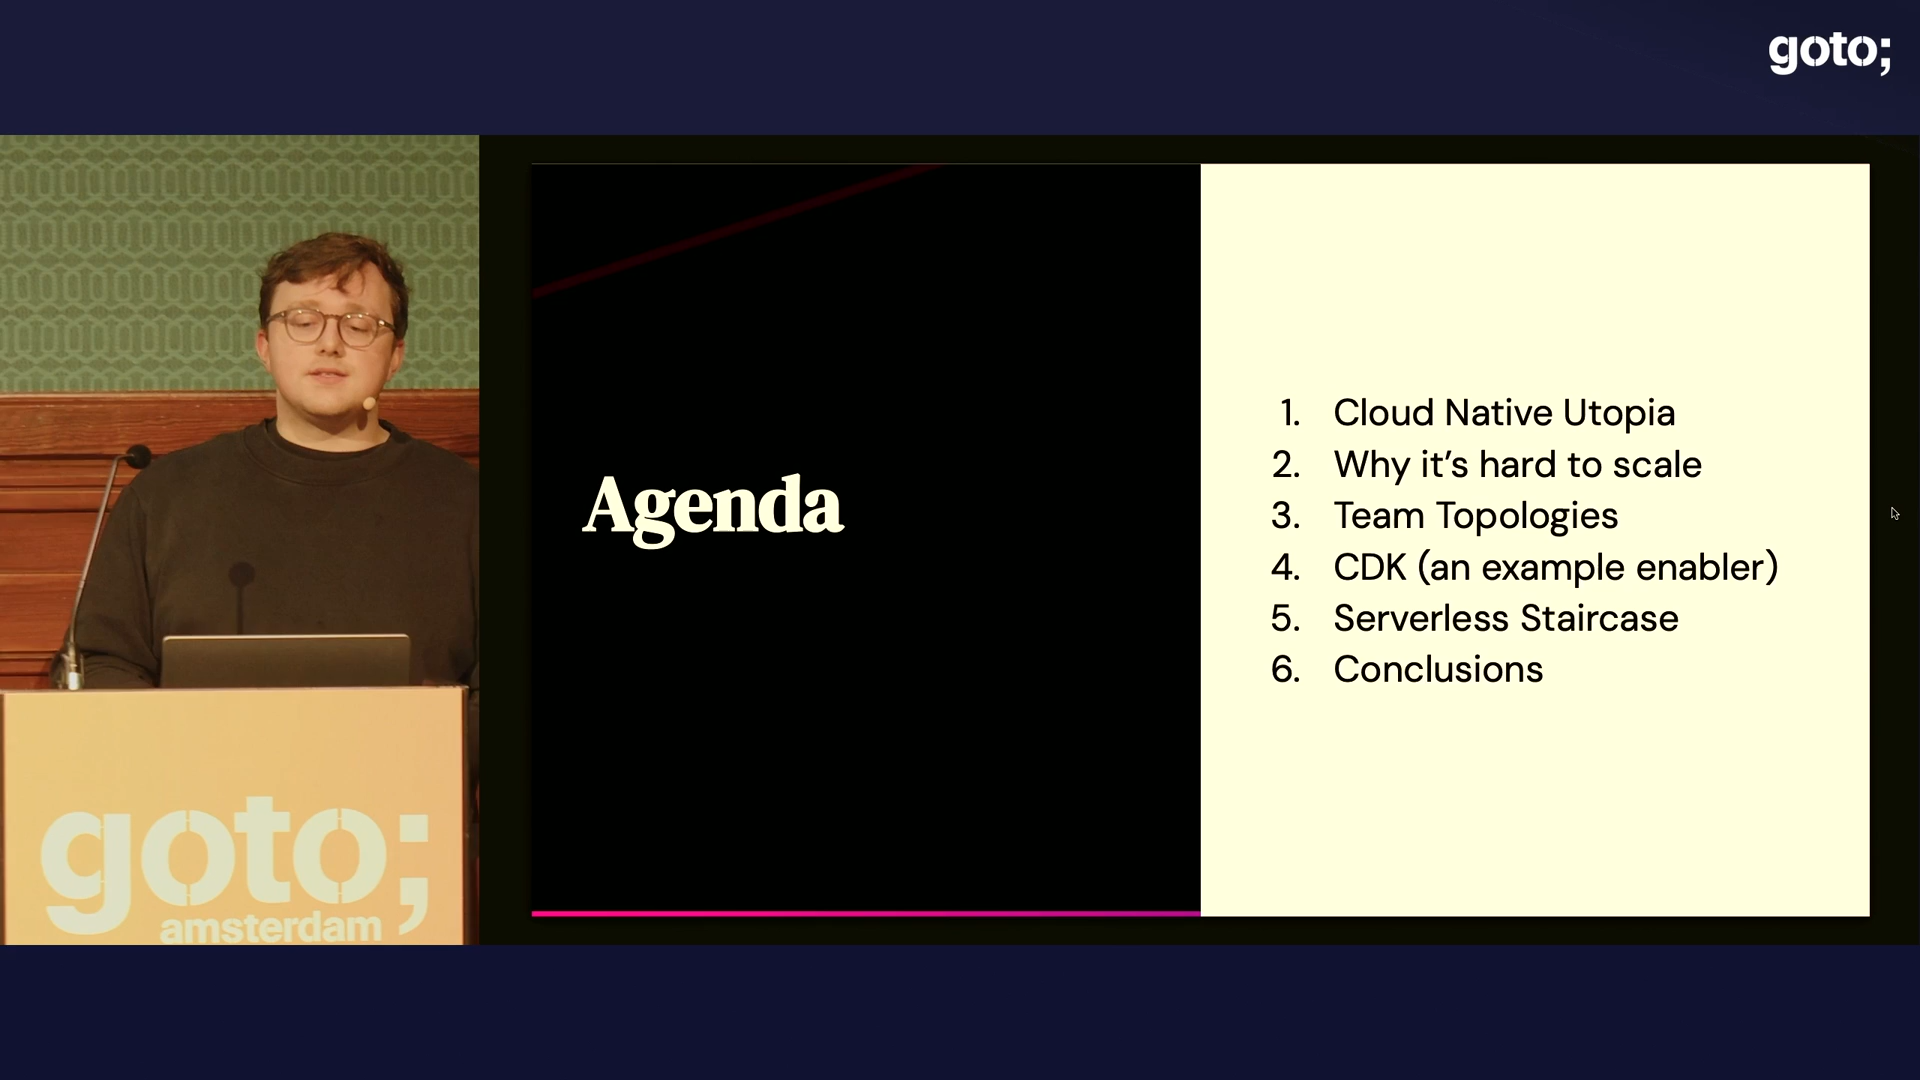 goto;
Agenda
1. Cloud Native Utopia
2. Why it’s hard to scale
3. Team Topologies
4. CDK (an example enabler)
5. Serverless Staircase
6. Conclusions
goto;
amsterdam